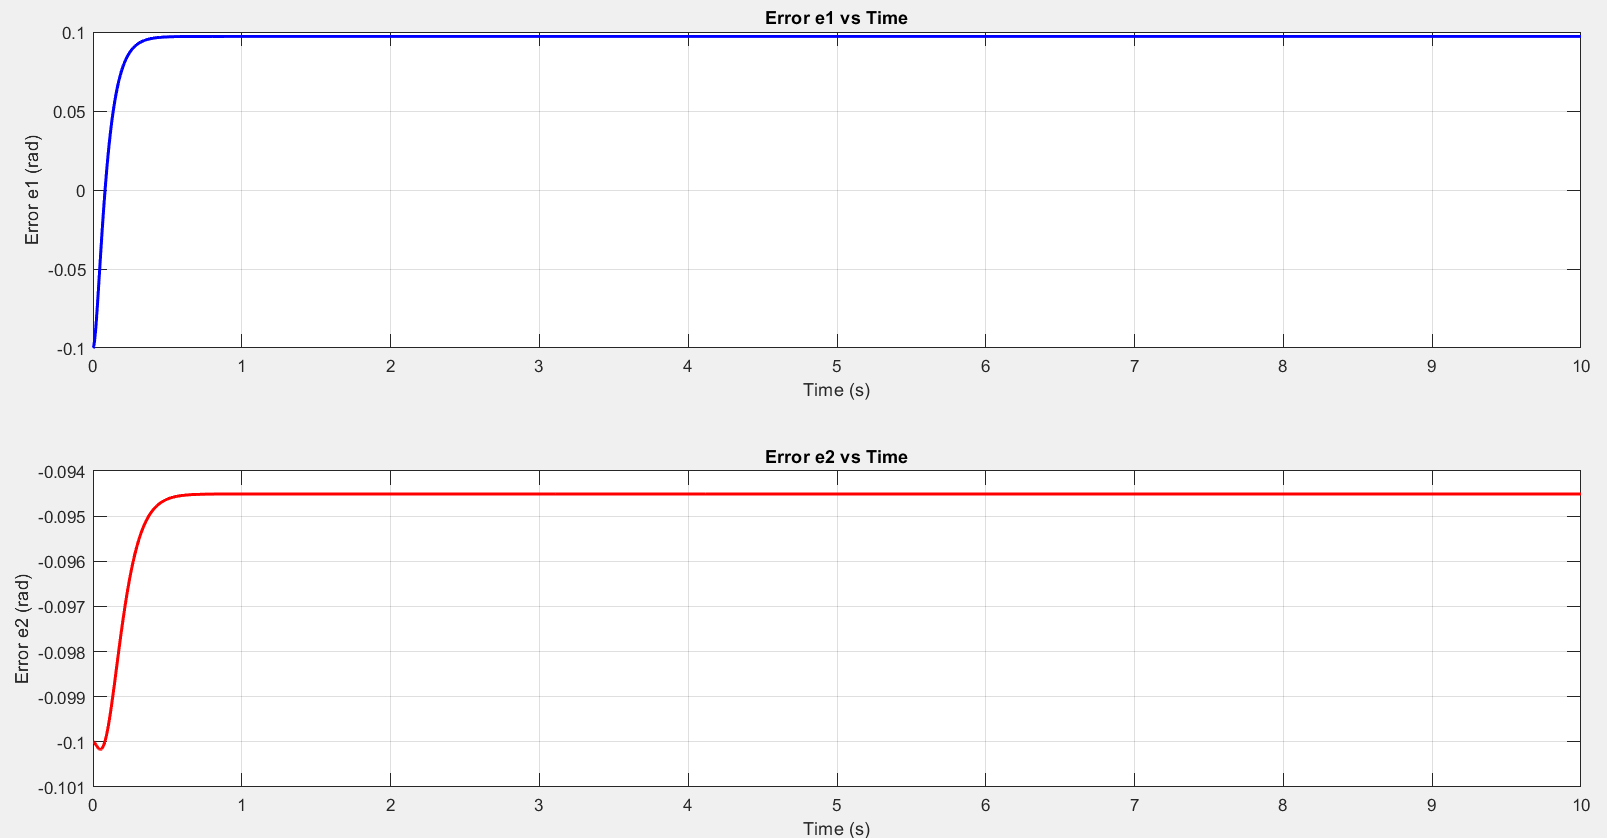 Error e1 vs Time
0.1
0.05
0
-0.05
-0.1
Error e1 (rad)
0 1 2 3 4 5 6 7 8 9 10
Time (s)
Error e2 vs Time
-0.094
-0.095
-0.096
-0.097
-0.098
-0.099
-0.1
-0.101
Error e2 (rad)
0 1 2 3 4 5 6 7 8 9 10
Time (s)